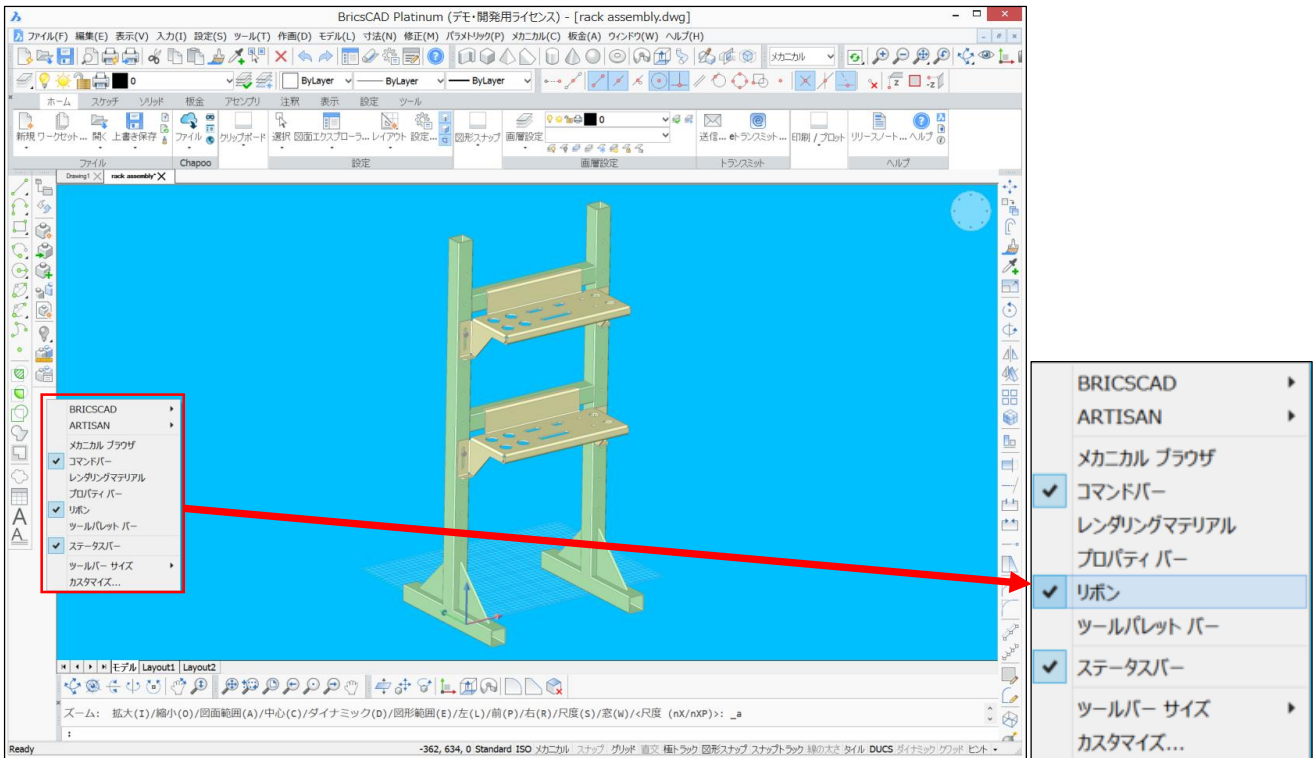 BricsCAD Platinum (デモ・開発用ライセンス) - [rack assembly.dwg]
ファイル(F) 編集(E) 表示(V) 入力(I) 設定(S) ツール(T) 作画(D) モデル(L) 寸法(N) 修正(M) パラメトリック(P) メカニカル(C) 板金(A) ウィンドウ(W) ヘルプ(H)
メカニカル
0 ByLayer ByLayer ByLayer
ホーム スケッチ ソリッド 板金 アセンブリ 注釈 表示 設定 ツール
新規 ワークセット... 開く 上書き保存 ファイル クリップボード 選択 図面エクスプローラ... レイアウト 設定... 図形スナップ 画層設定 0 送信... eトランスミット... 印刷 / プロット リリースノート... ヘルプ
ファイル Chapoo 設定 画層設定 トランスミット ヘルプ
Drawing1 rack assembly*
BRICSCAD
ARTISAN
メカニカル ブラウザ
コマンドバー
レンダリングマテリアル
プロパティ バー
リボン
ツールパレット バー
ステータスバー
ツールバー サイズ
カスタマイズ...
BRICSCAD
ARTISAN
メカニカル ブラウザ
コマンドバー
レンダリングマテリアル
プロパティ バー
リボン
ツールパレット バー
ステータスバー
ツールバー サイズ
カスタマイズ...
A
A
モデル Layout1 Layout2
ズーム: 拡大(I)/縮小(O)/図面範囲(A)/中心(C)/ダイナミック(D)/図形範囲(E)/左(L)/前(P)/右(R)/尺度(S)/窓(W)/<尺度 (nX/nXP)>: _a
:
Ready -362, 634, 0 Standard ISO メカニカル スナップ グリッド 直交 極トラック 図形スナップ スナップトラック 線の太さ タイル DUCS ダイナミック グリッド ヒント